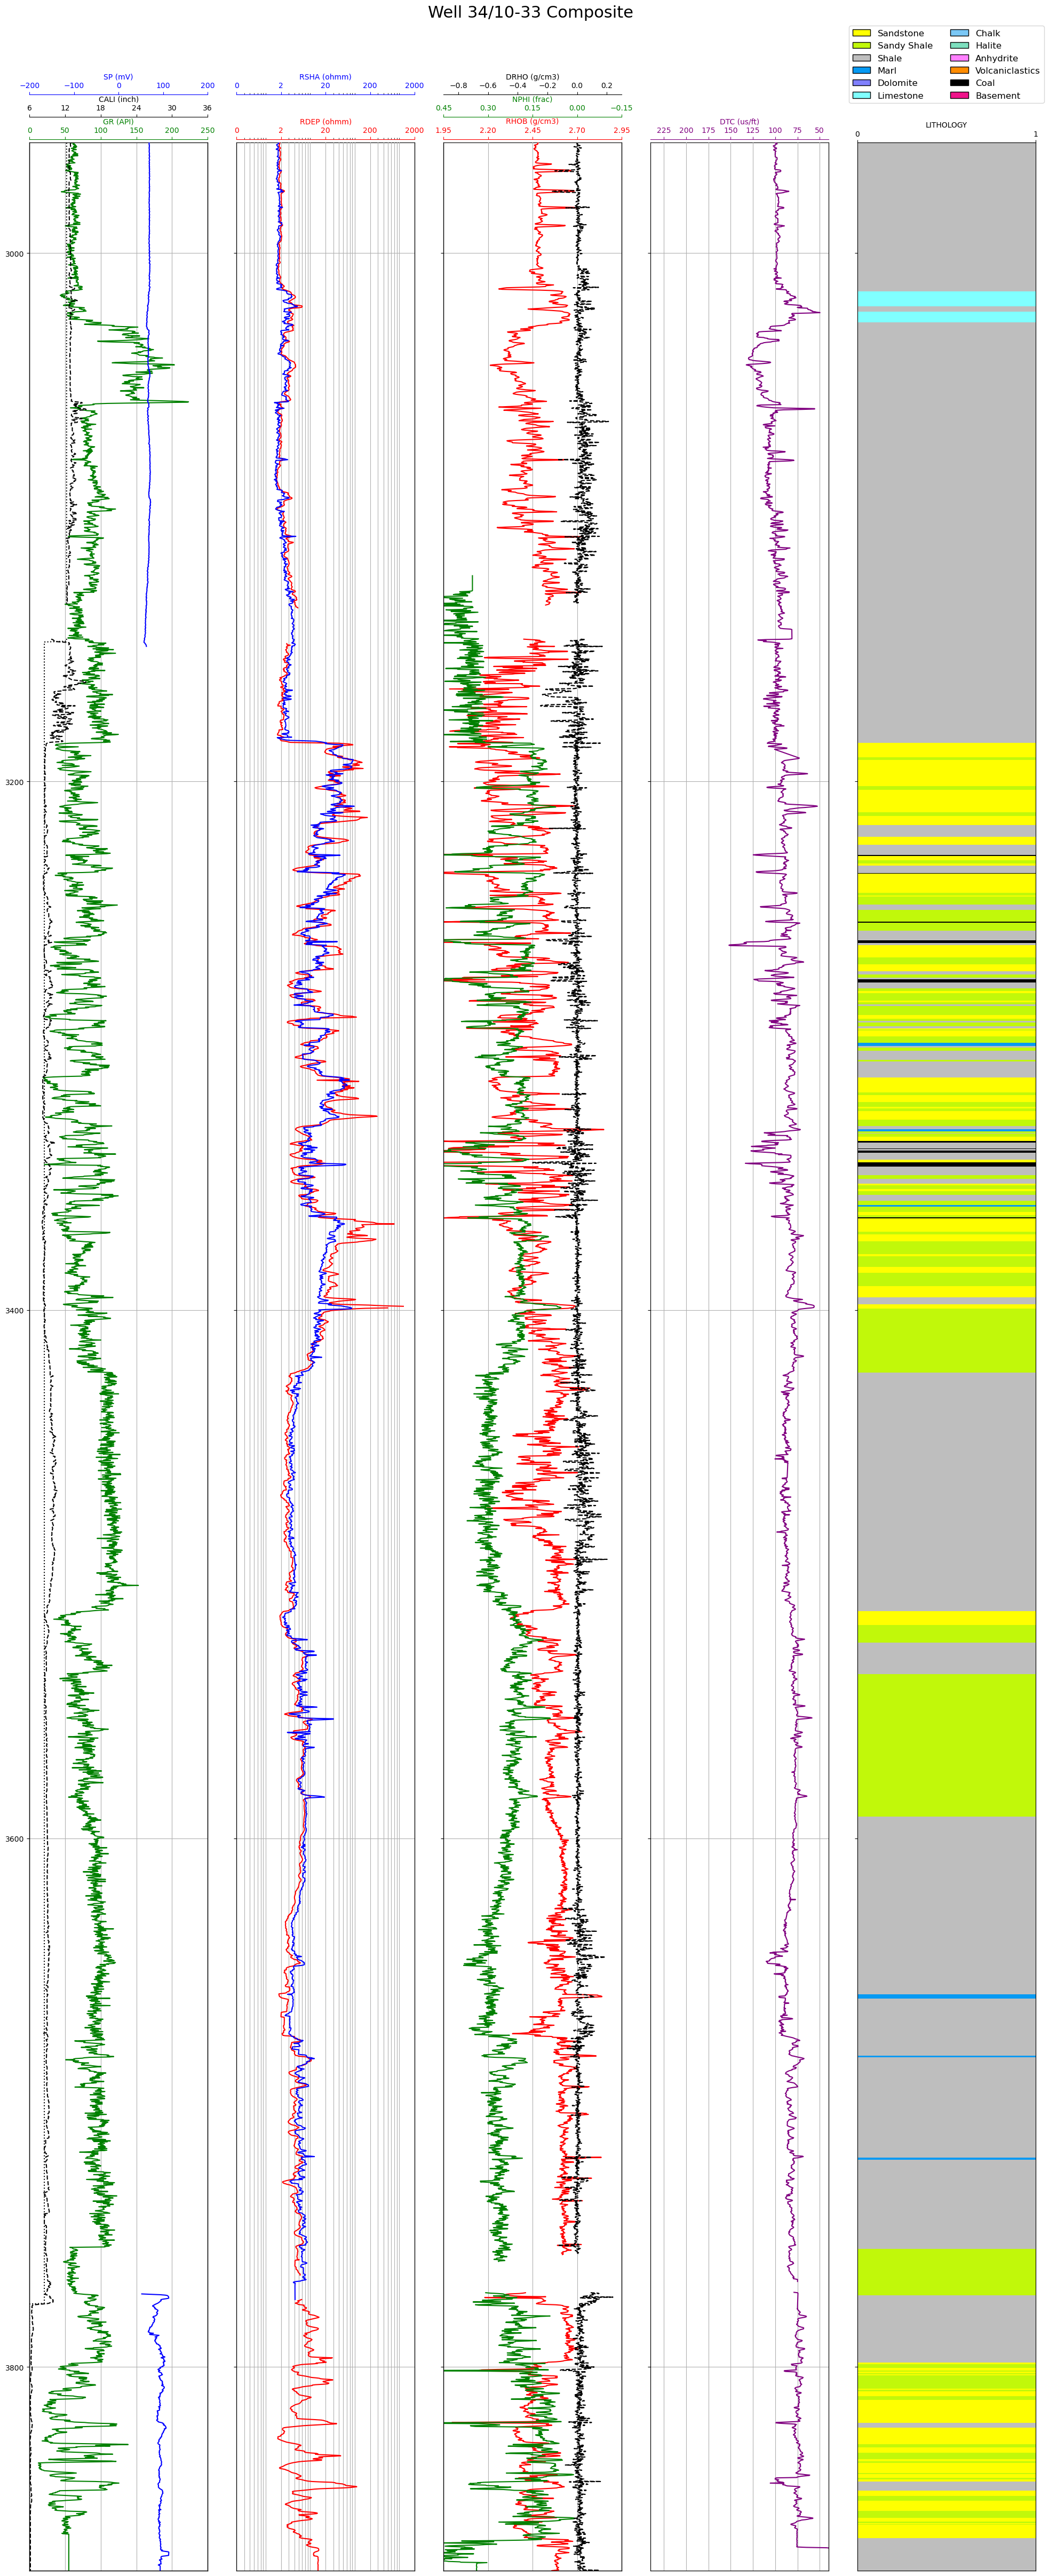 Well 34/10-33 Composite
Sandstone Chalk
Sandy Shale Halite
Shale Anhydrite
Marl Volcaniclastics
Dolomite Coal
Limestone Basement
SP (mV) RSHA (ohmm) DRHO (g/cm3)
−200 −100 0 100 200 0 2 20 200 2000 −0.8 −0.6 −0.4 −0.2 0.0 0.2
CALI (inch) NPHI (frac)
6 12 18 24 30 36 0.45 0.30 0.15 0.00 −0.15
GR (API) RDEP (ohmm) RHOB (g/cm3) DTC (us/ft) LITHOLOGY
0 50 100 150 200 250 0 2 20 200 2000 1.95 2.20 2.45 2.70 2.95 225 200 175 150 125 100 75 50 0 1
3000
3200
3400
3600
3800